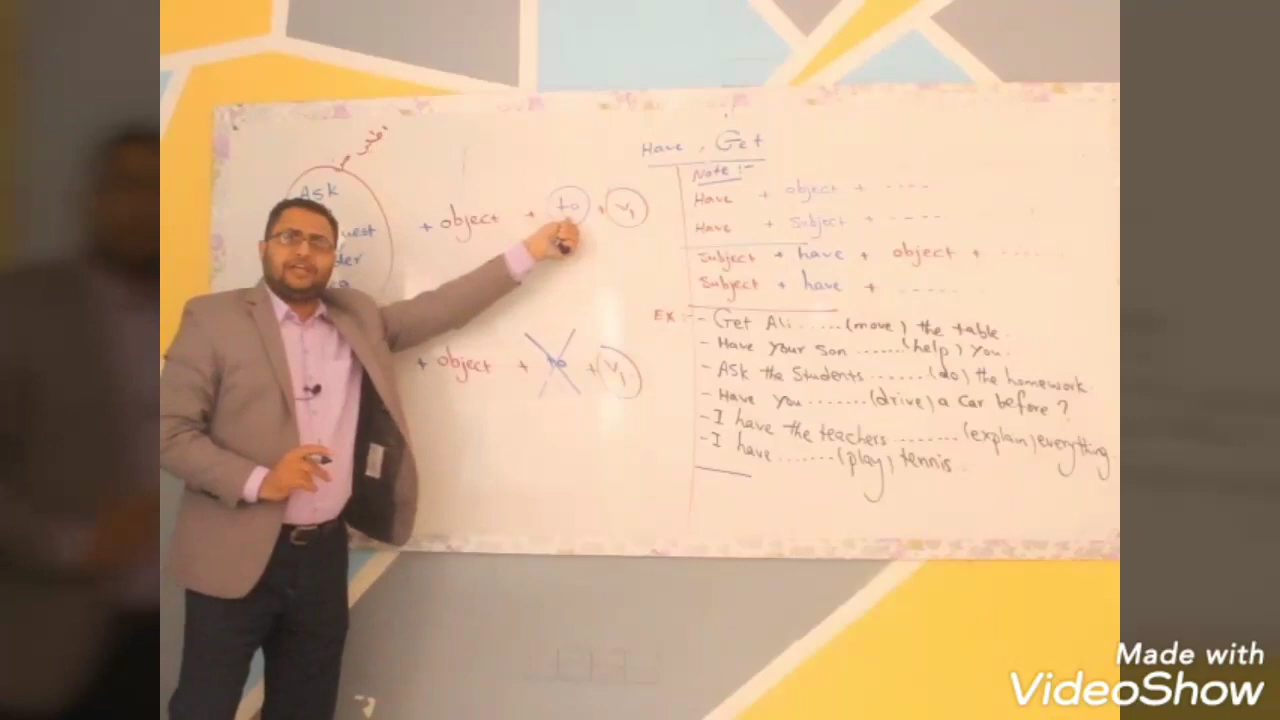 Ask
+ object + to + V1
+ object + to + V1
Have , Get
Note :-
Have + object + ----
Have + Subject + -----
Subject + have + object + ......
Subject + have + -----
EX :- - Get Ali ..... (move) the table.
- Have your son ....... (help) you.
- Ask the Students ....... (do) the homework
- Have you ....... (drive) a car before ?
- I have the teachers ........ (explain) everything.
- I have ....... (play) tennis.
Made with
VideoShow